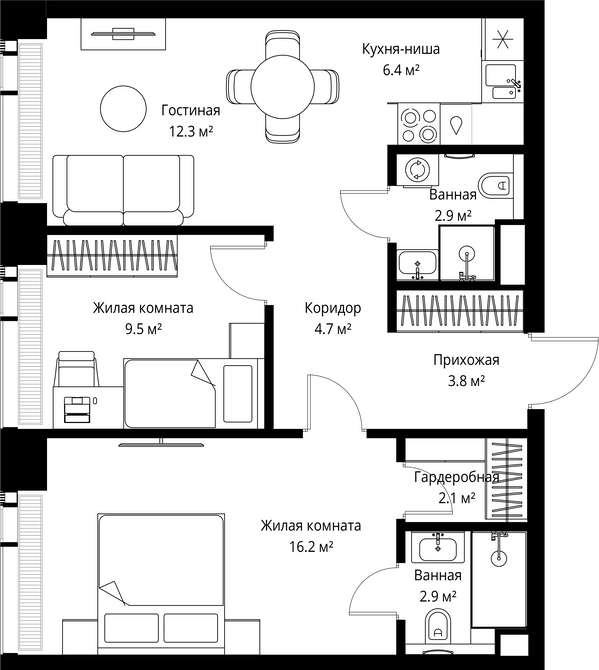 Кухня-ниша
6.4 м²
Гостиная
12.3 м²
Ванная
2.9 м²
Жилая комната
9.5 м²
Коридор
4.7 м²
Прихожая
3.8 м²
Гардеробная
2.1 м²
Жилая комната
16.2 м²
Ванная
2.9 м²